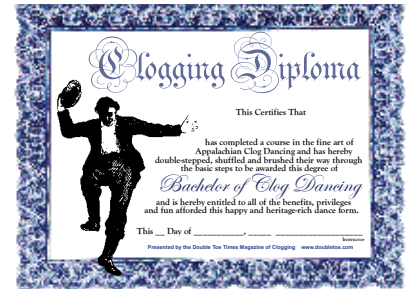 Clogging Diploma
This Certifies That
has completed a course in the fine art of
Appalachian Clog Dancing and has hereby
double-stepped, shuffled and brushed their way through
the basic steps to be awarded this degree of
Bachelor of Clog Dancing
and is hereby entitled to all of the benefits, privileges
and fun afforded this happy and heritage-rich dance form.
This __ Day of __________, _____ _________________
Instructor
Presented by the Double Toe Times Magazine of Clogging www.doubletoe.com